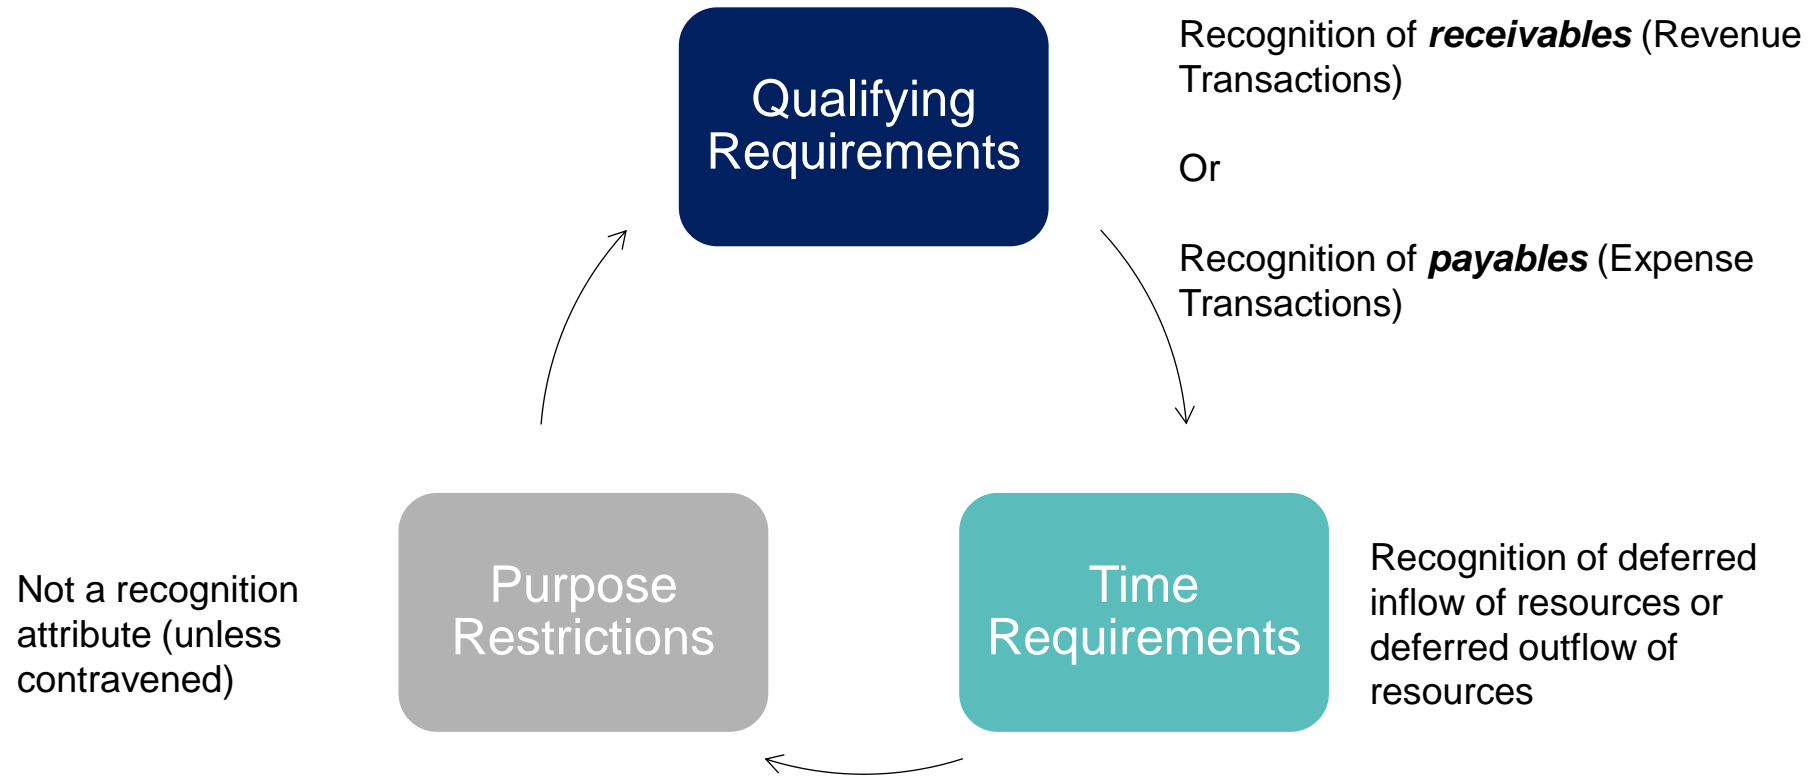 Qualifying
Requirements
Recognition of receivables (Revenue
Transactions)
Or
Recognition of payables (Expense
Transactions)
Purpose
Restrictions
Not a recognition
attribute (unless
contravened)
Time
Requirements
Recognition of deferred
inflow of resources or
deferred outflow of
resources